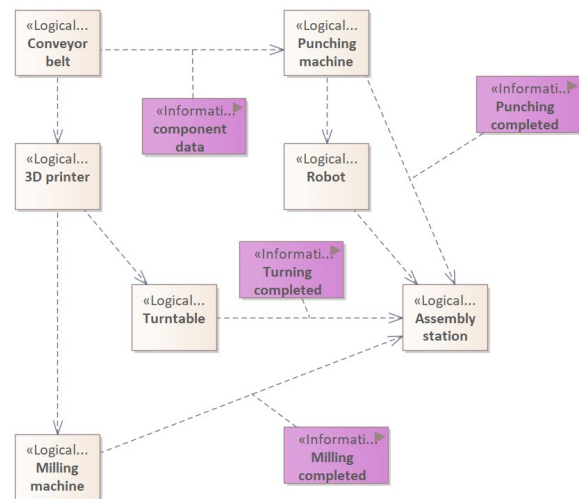 «Logical...
Conveyor
belt
«Logical...
Punching
machine
«Informati...
component
data
«Informati...
Punching
completed
«Logical...
3D printer
«Logical...
Robot
«Informati...
Turning
completed
«Logical...
Turntable
«Logical...
Assembly
station
«Logical...
Milling
machine
«Informati...
Milling
completed